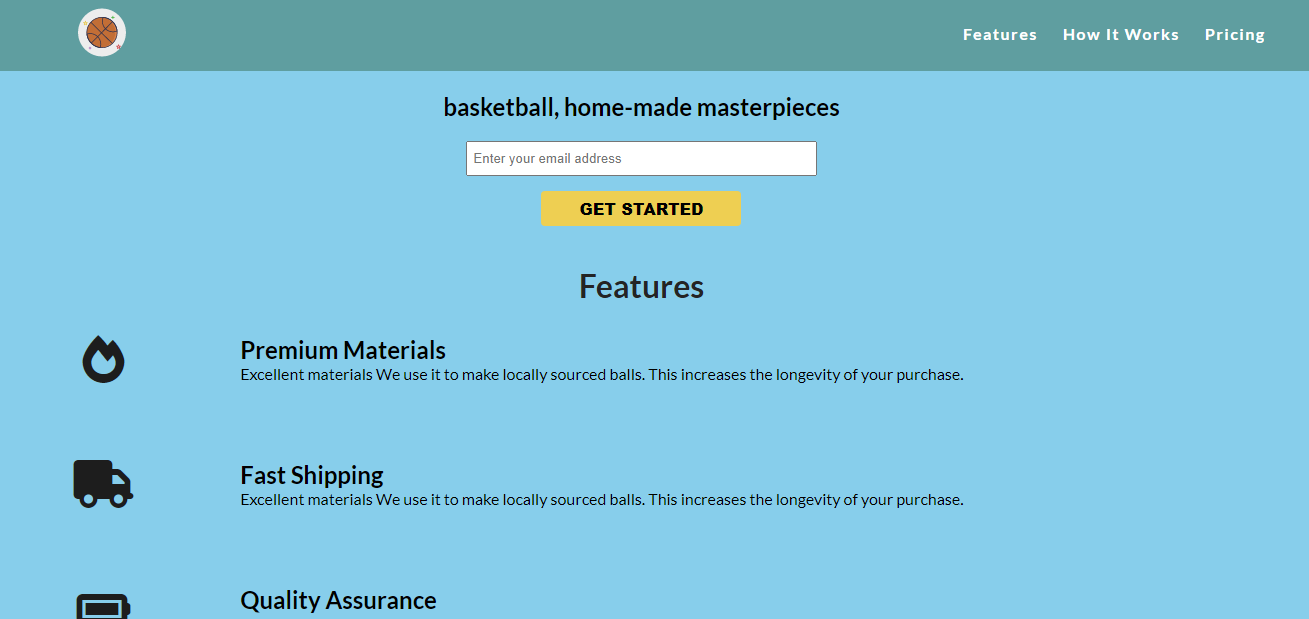 Features How It Works Pricing
basketball, home-made masterpieces
Enter your email address
GET STARTED
Features
Premium Materials
Excellent materials We use it to make locally sourced balls. This increases the longevity of your purchase.
Fast Shipping
Excellent materials We use it to make locally sourced balls. This increases the longevity of your purchase.
Quality Assurance